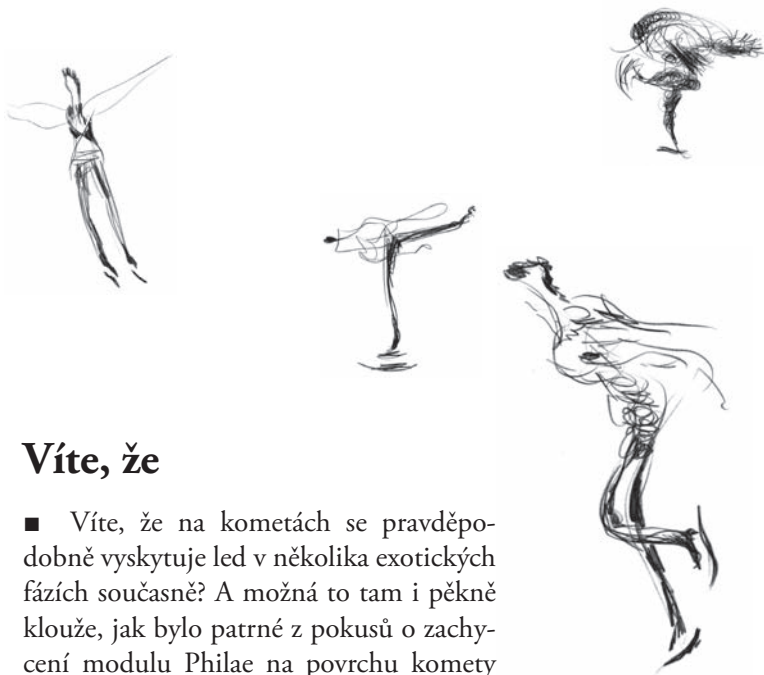 Víte, že
■ Víte, že na kometách se pravděpo-
dobně vyskytuje led v několika exotických
fázích současně? A možná to tam i pěkně
klouže, jak bylo patrné z pokusů o zachy-
cení modulu Philae na povrchu komety